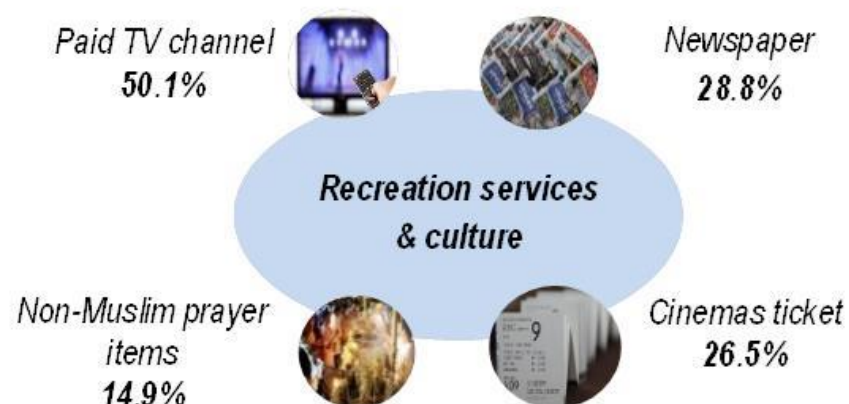 Paid TV channel
50.1%
Newspaper
28.8%
Recreation services
& culture
Non-Muslim prayer
items
14.9%
Cinemas ticket
26.5%
9